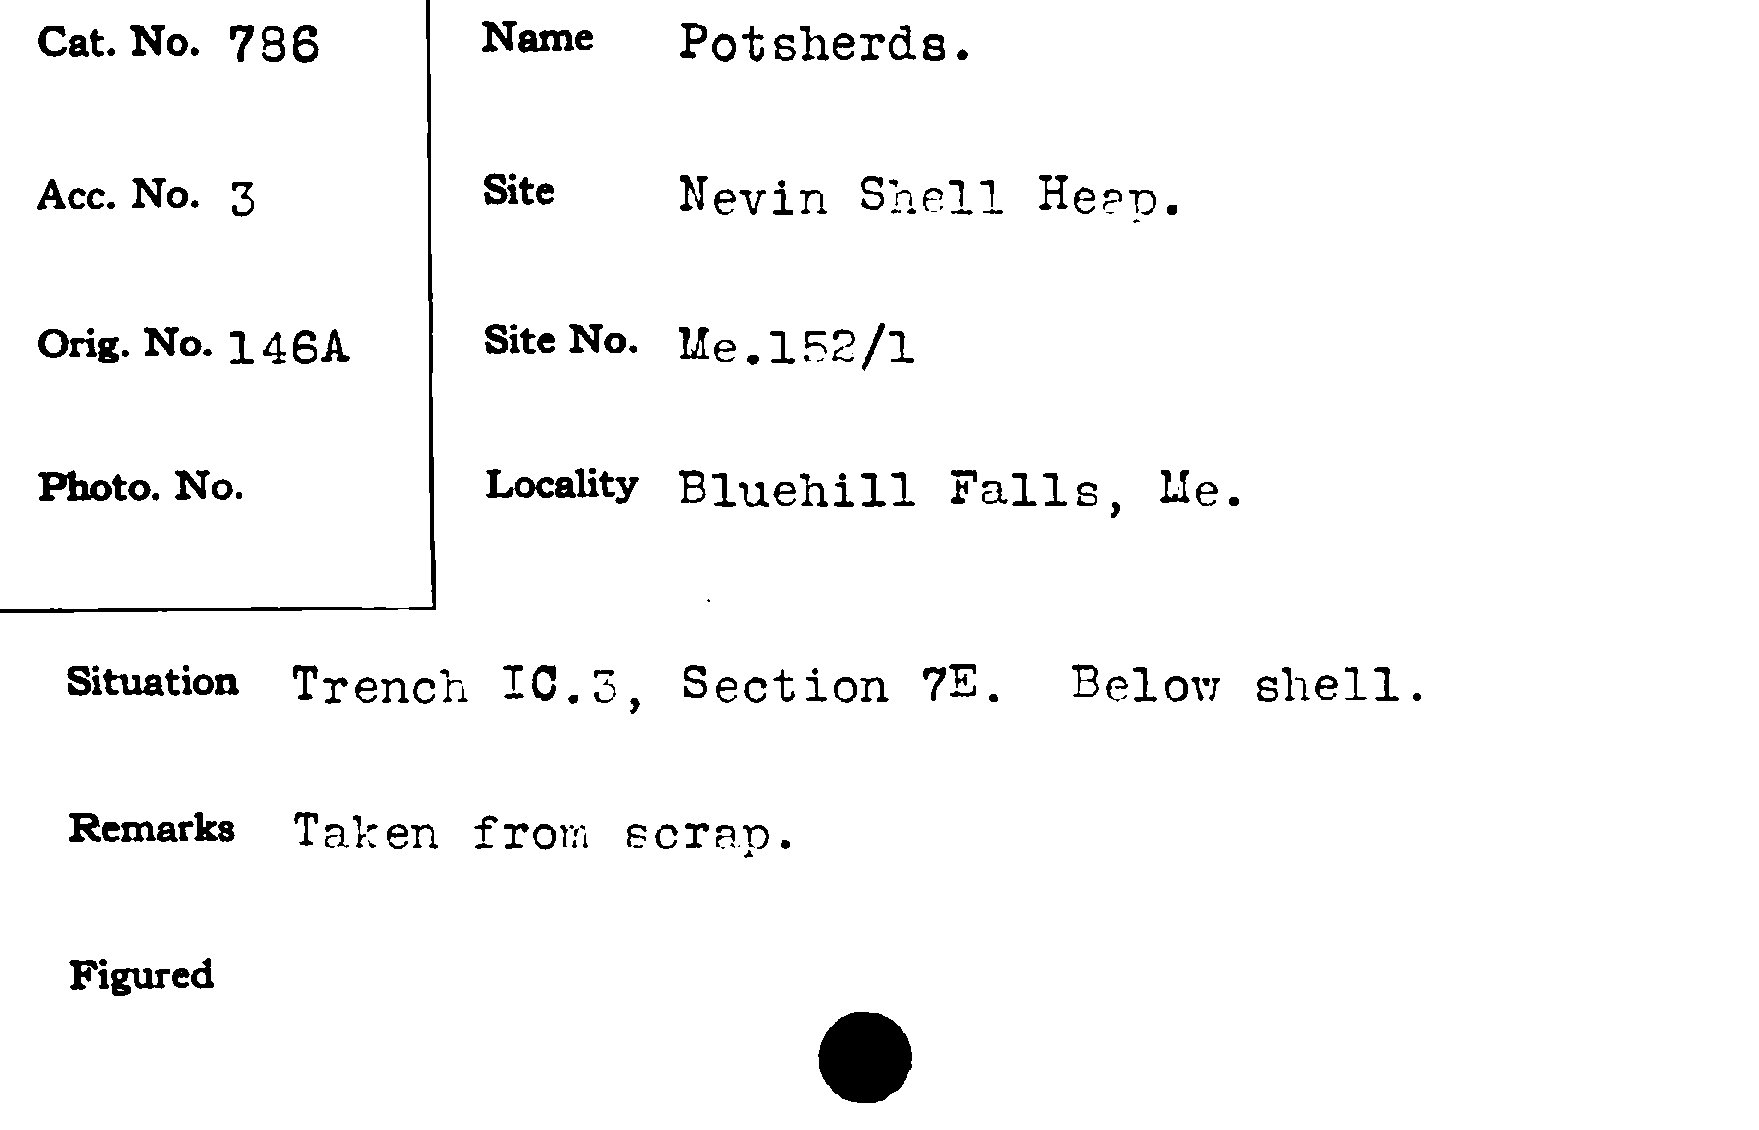 Cat. No. 786 Name Potsherds.
Acc. No. 3 Site Nevin Shell Heap.
Orig. No. 146A Site No. Me.152/1
Photo. No. Locality Bluehill Falls, Me.
Situation Trench IC.3, Section 7E. Below shell.
Remarks Taken from scrap.
Figured